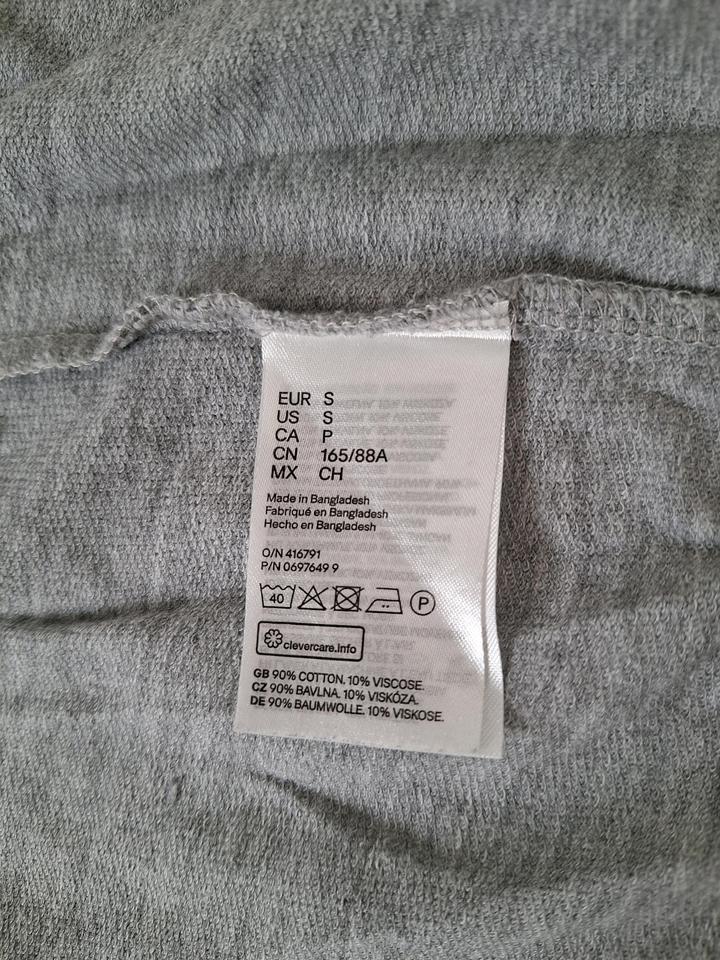 EUR S
US S
CA P
CN 165/88A
MX CH
Made in Bangladesh
Fabriqué en Bangladesh
Hecho en Bangladesh
O/N 416791
P/N 0697649 9
40 P
clevercare.info
GB 90% COTTON. 10% VISCOSE.
CZ 90% BAVLNA. 10% VISKÓZA.
DE 90% BAUMWOLLE. 10% VISKOSE.